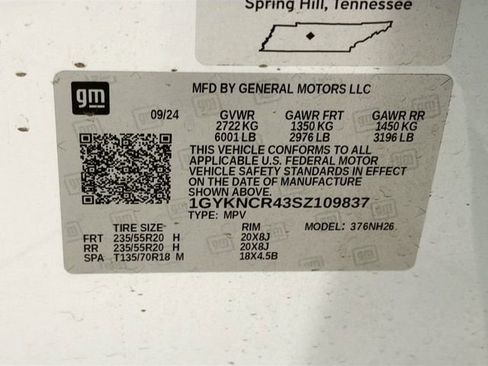 Spring Hill, Tennessee
gm
MFD BY GENERAL MOTORS LLC
09/24 GVWR GAWR FRT GAWR RR
2722 KG 1350 KG 1450 KG
6001 LB 2976 LB 3196 LB
THIS VEHICLE CONFORMS TO ALL
APPLICABLE U.S. FEDERAL MOTOR
VEHICLE SAFETY STANDARDS IN EFFECT
ON THE DATE OF MANUFACTURE
SHOWN ABOVE.
1GYKNCR43SZ109837
TYPE: MPV
TIRE SIZE RIM MODEL: 376NH26
FRT 235/55R20 H 20X8J
RR 235/55R20 H 20X8J
SPA T135/70R18 M 18X4.5B